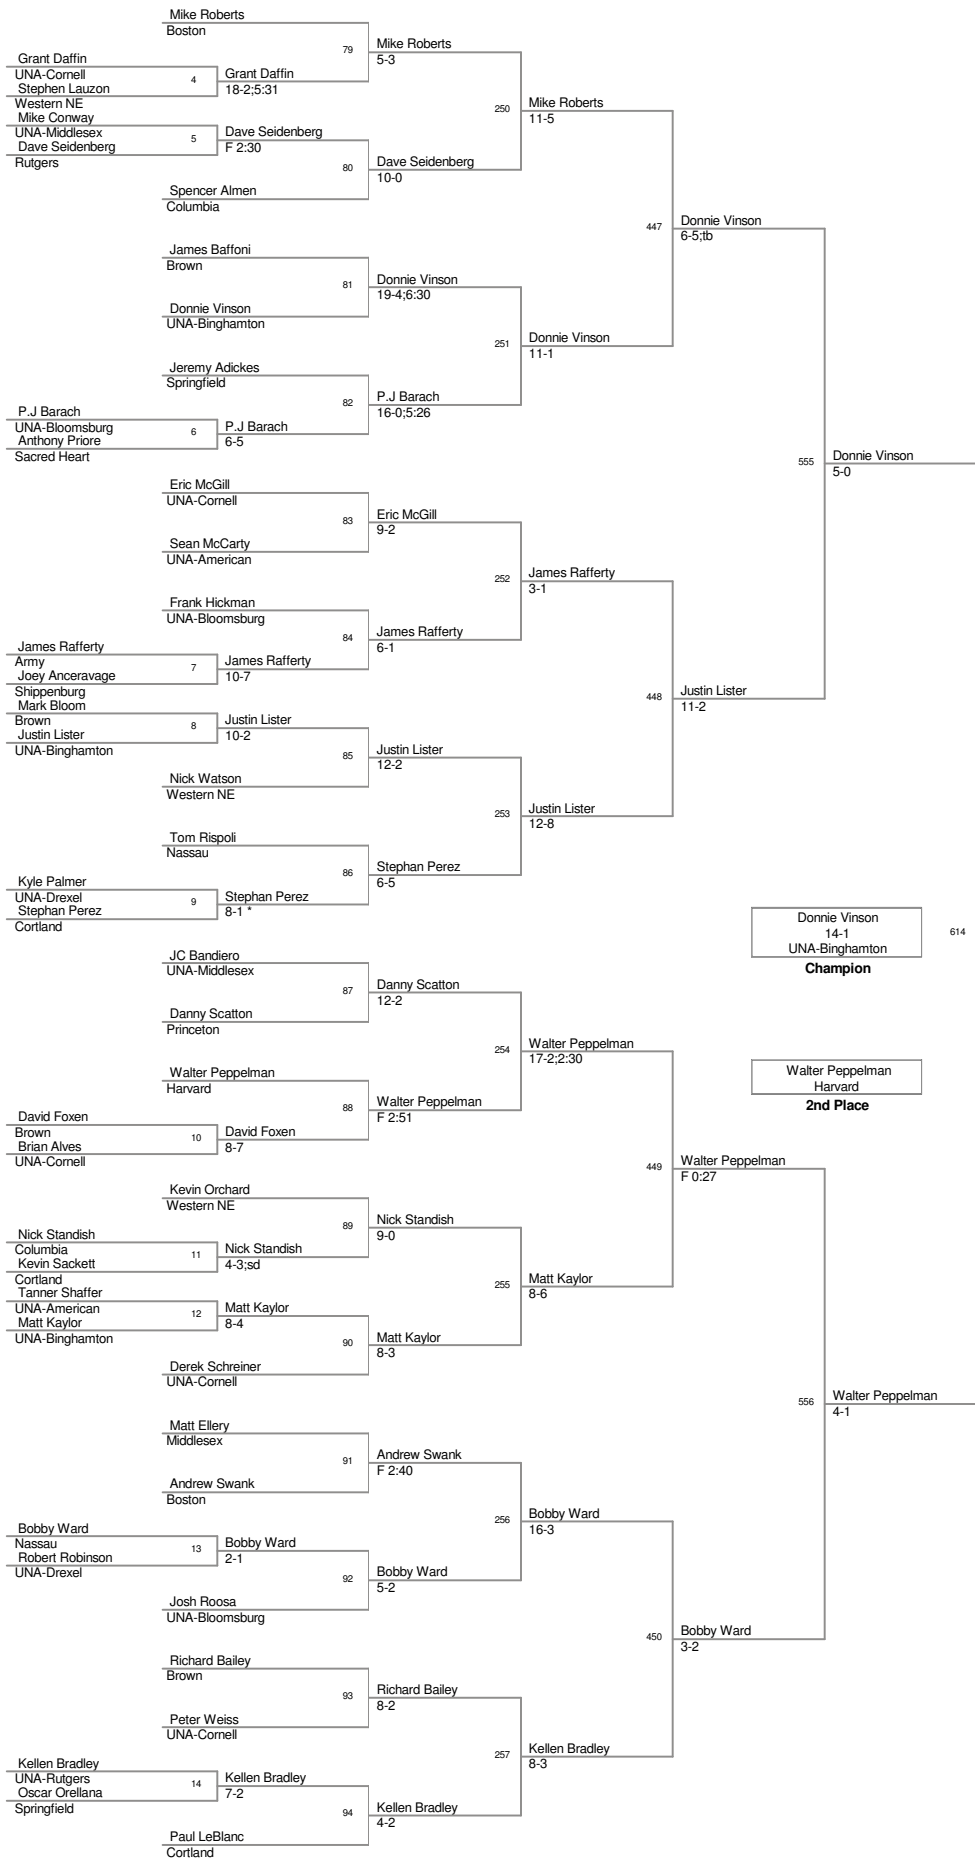 Mike Roberts
Boston
79
Mike Roberts
5-3
Grant Daffin
UNA-Cornell
4
Grant Daffin
18-2;5:31
Stephen Lauzon
Western NE
250
Mike Roberts
11-5
Mike Conway
UNA-Middlesex
5
Dave Seidenberg
F 2:30
Dave Seidenberg
Rutgers
80
Dave Seidenberg
10-0
Spencer Almen
Columbia
447
Donnie Vinson
6-5;tb
James Baffoni
Brown
81
Donnie Vinson
19-4;6:30
Donnie Vinson
UNA-Binghamton
251
Donnie Vinson
11-1
Jeremy Adickes
Springfield
82
P.J Barach
16-0;5:26
P.J Barach
UNA-Bloomsburg
6
P.J Barach
6-5
Anthony Priore
Sacred Heart
555
Donnie Vinson
5-0
Eric McGill
UNA-Cornell
83
Eric McGill
9-2
Sean McCarty
UNA-American
252
James Rafferty
3-1
Frank Hickman
UNA-Bloomsburg
84
James Rafferty
6-1
James Rafferty
Army
7
James Rafferty
10-7
Joey Anceravage
Shippenburg
448
Justin Lister
11-2
Mark Bloom
Brown
8
Justin Lister
10-2
Justin Lister
UNA-Binghamton
85
Justin Lister
12-2
Nick Watson
Western NE
253
Justin Lister
12-8
Tom Rispoli
Nassau
86
Stephan Perez
6-5
Kyle Palmer
UNA-Drexel
9
Stephan Perez
8-1 *
Stephan Perez
Cortland
Donnie Vinson
14-1
UNA-Binghamton
Champion
614
JC Bandiero
UNA-Middlesex
87
Danny Scatton
12-2
Danny Scatton
Princeton
254
Walter Peppelman
17-2;2:30
Walter Peppelman
Harvard
2nd Place
Walter Peppelman
Harvard
88
Walter Peppelman
F 2:51
David Foxen
Brown
10
David Foxen
8-7
Brian Alves
UNA-Cornell
449
Walter Peppelman
F 0:27
Kevin Orchard
Western NE
89
Nick Standish
9-0
Nick Standish
Columbia
11
Nick Standish
4-3;sd
Kevin Sackett
Cortland
255
Matt Kaylor
8-6
Tanner Shaffer
UNA-American
12
Matt Kaylor
8-4
Matt Kaylor
UNA-Binghamton
90
Matt Kaylor
8-3
Derek Schreiner
UNA-Cornell
556
Walter Peppelman
4-1
Matt Ellery
Middlesex
91
Andrew Swank
F 2:40
Andrew Swank
Boston
256
Bobby Ward
16-3
Bobby Ward
Nassau
13
Bobby Ward
2-1
Robert Robinson
UNA-Drexel
92
Bobby Ward
5-2
Josh Roosa
UNA-Bloomsburg
450
Bobby Ward
3-2
Richard Bailey
Brown
93
Richard Bailey
8-2
Peter Weiss
UNA-Cornell
257
Kellen Bradley
8-3
Kellen Bradley
UNA-Rutgers
14
Kellen Bradley
7-2
Oscar Orellana
Springfield
94
Kellen Bradley
4-2
Paul LeBlanc
Cortland